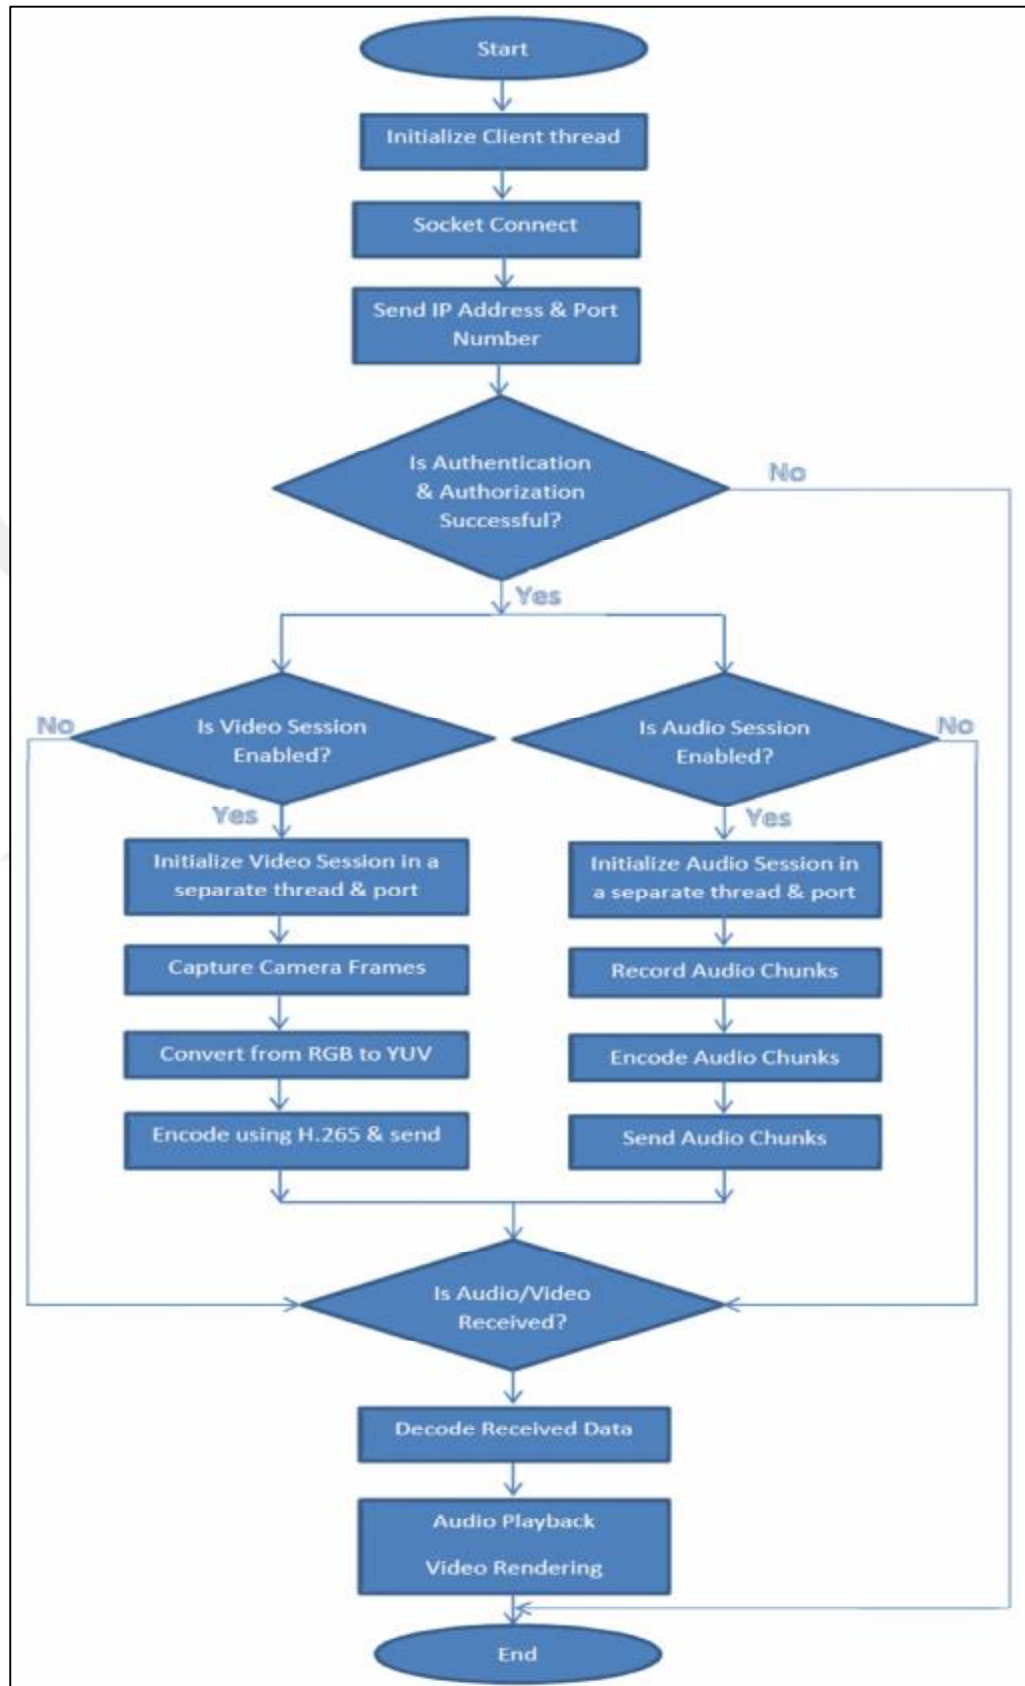 Start
Initialize Client thread
Socket Connect
Send IP Address & Port
Number
Is Authentication
& Authorization
Successful?
No
Yes
Is Video Session
Enabled?
No
Is Audio Session
Enabled?
No
Yes
Yes
Initialize Video Session in a
separate thread & port
Initialize Audio Session in
a separate thread & port
Capture Camera Frames
Record Audio Chunks
Convert from RGB to YUV
Encode Audio Chunks
Encode using H.265 & send
Send Audio Chunks
Is Audio/Video
Received?
Decode Received Data
Audio Playback
Video Rendering
End